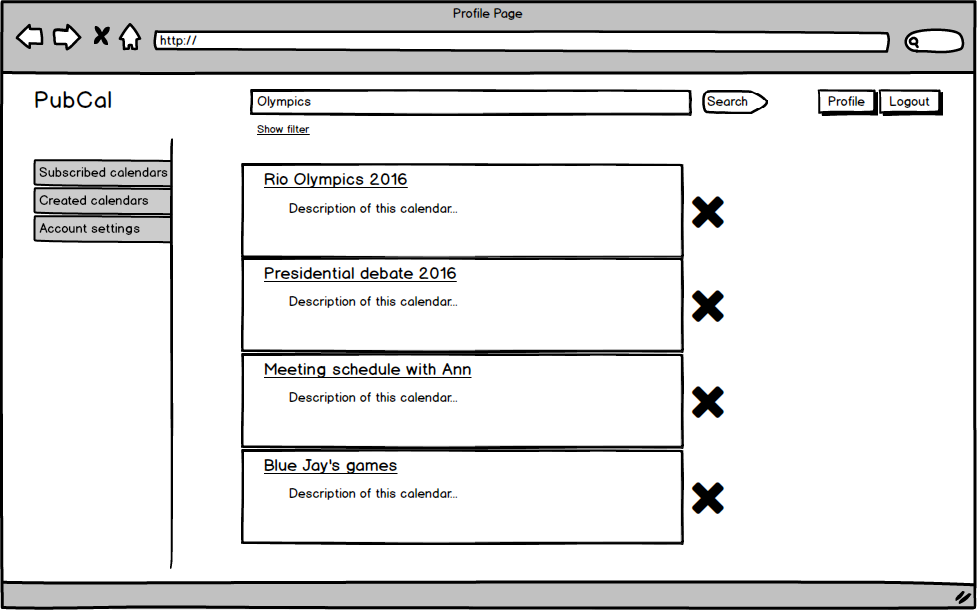 Profile Page
http://
PubCal
Olympics
Search
Profile
Logout
Show filter
Subscribed calendars
Created calendars
Account settings
Rio Olympics 2016
Description of this calendar...
Presidential debate 2016
Description of this calendar...
Meeting schedule with Ann
Description of this calendar...
Blue Jay's games
Description of this calendar...